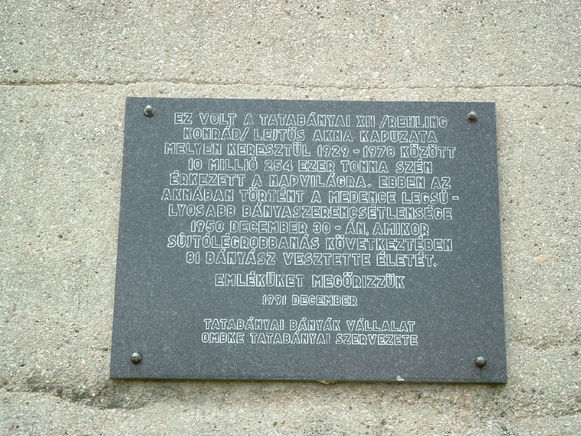 EZ VOLT A TATABÁNYAI XII /REHLING
KONRÁD/ LEJTŐS AKNA KAPUZATA
MELYEN KERESZTÜL 1929-1978 KÖZÖTT
10 MILLIÓ 254 EZER TONNA SZÉN
ÉRKEZETT A NAPVILÁGRA. EBBEN AZ
AKNÁBAN TÖRTÉNT A MEDENCE LEGSÚ-
LYOSABB BÁNYASZERENCSÉTLENSÉGE
1950 DECEMBER 30-ÁN, AMIKOR
SÚJTÓLÉGROBBANÁS KÖVETKEZTÉBEN
81 BÁNYÁSZ VESZTETTE ÉLETÉT.
EMLÉKÜKET MEGŐRIZZÜK
1991 DECEMBER
TATABÁNYAI BÁNYÁK VÁLLALAT
OMBKE TATABÁNYAI SZERVEZETE